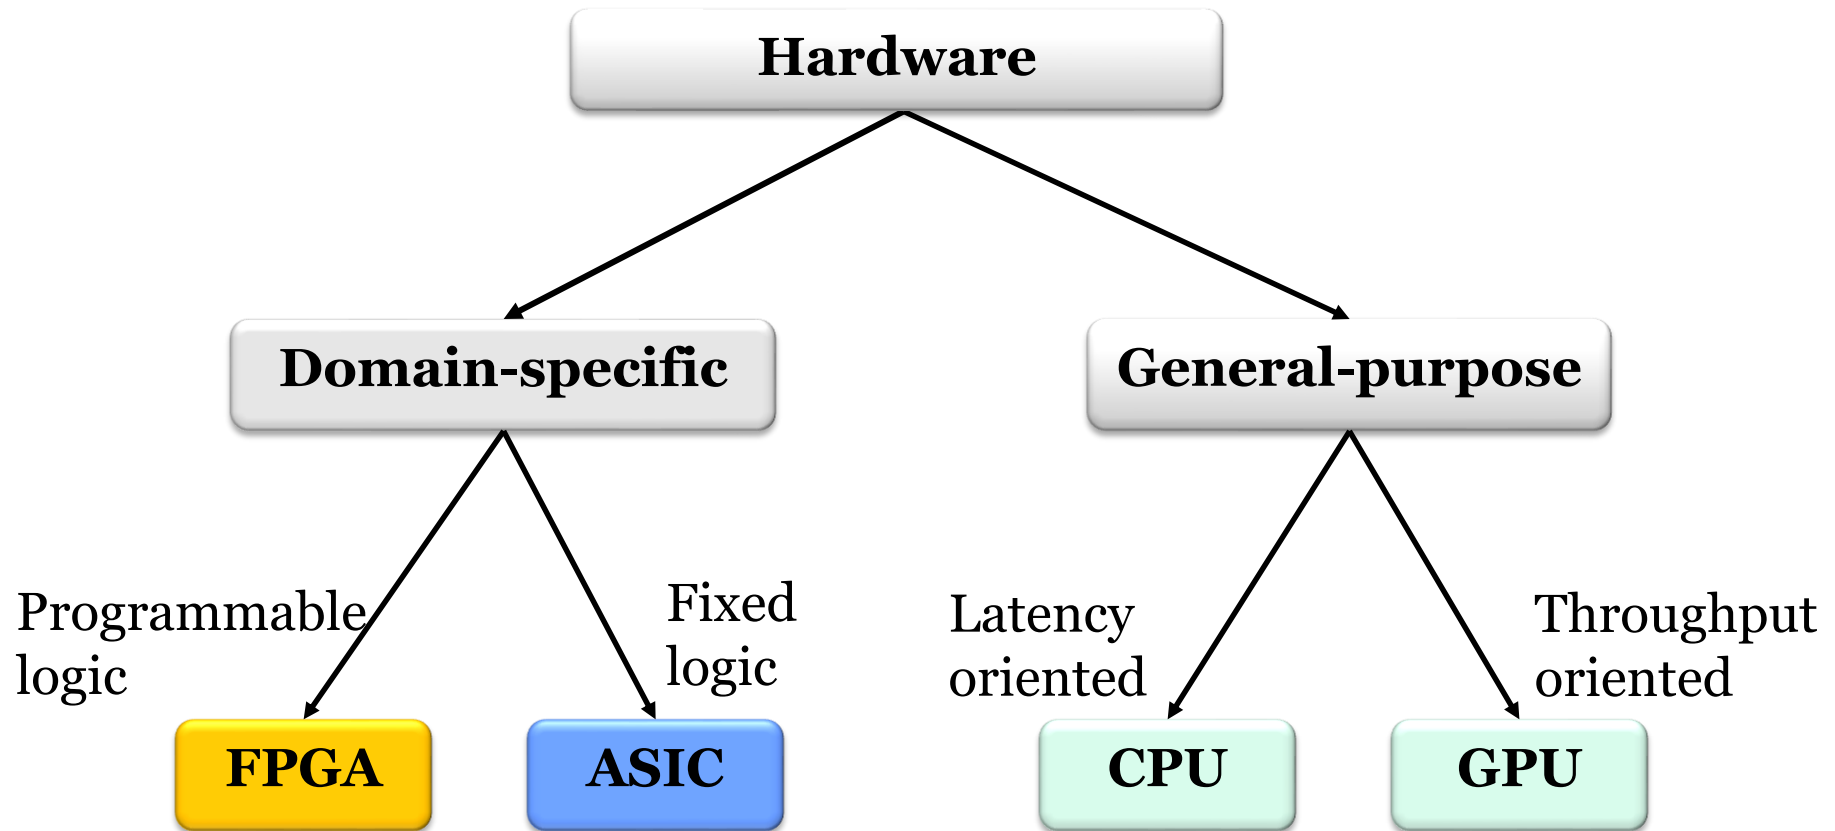 Hardware
Domain-specific
General-purpose
Programmable
logic
Fixed
logic
Latency
oriented
Throughput
oriented
FPGA
ASIC
CPU
GPU